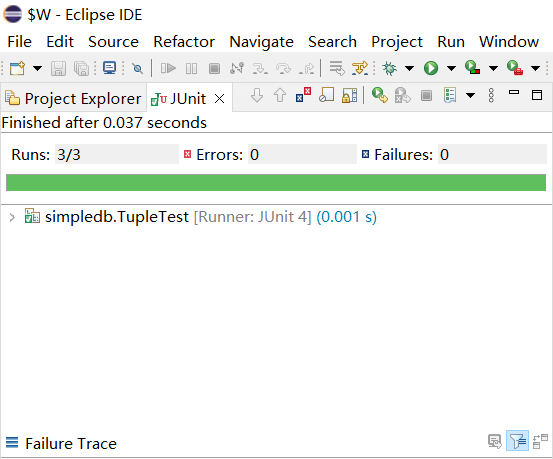 $W - Eclipse IDE
File Edit Source Refactor Navigate Search Project Run Window
Project Explorer JUnit
Finished after 0.037 seconds
Runs: 3/3 Errors: 0 Failures: 0
simpledb.TupleTest [Runner: JUnit 4] (0.001 s)
Failure Trace